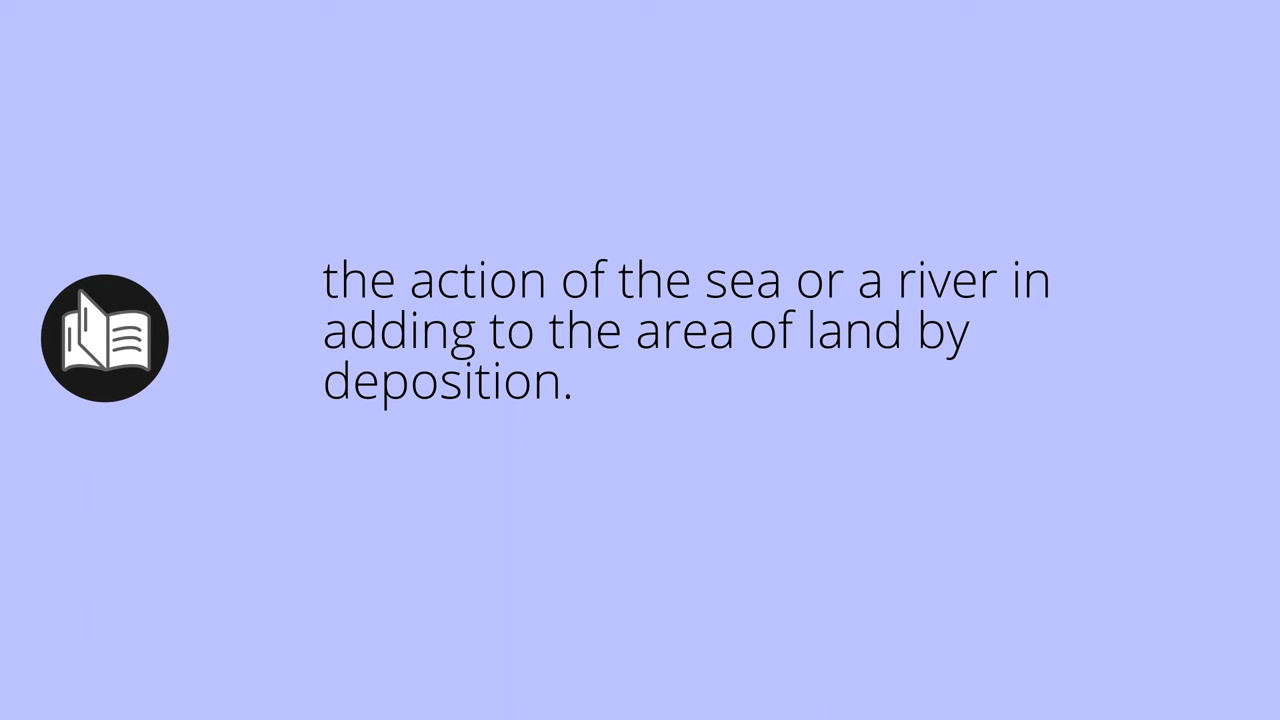 the action of the sea or a river in
adding to the area of land by
deposition.